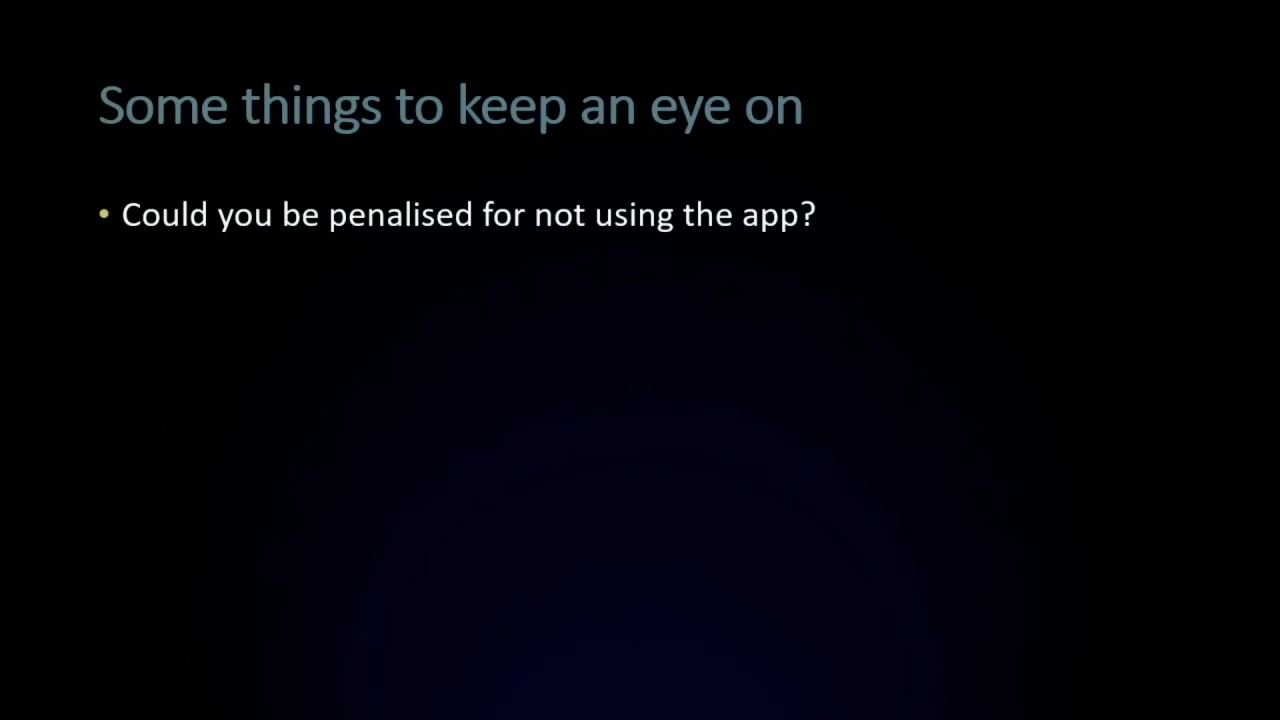 Some things to keep an eye on
• Could you be penalised for not using the app?